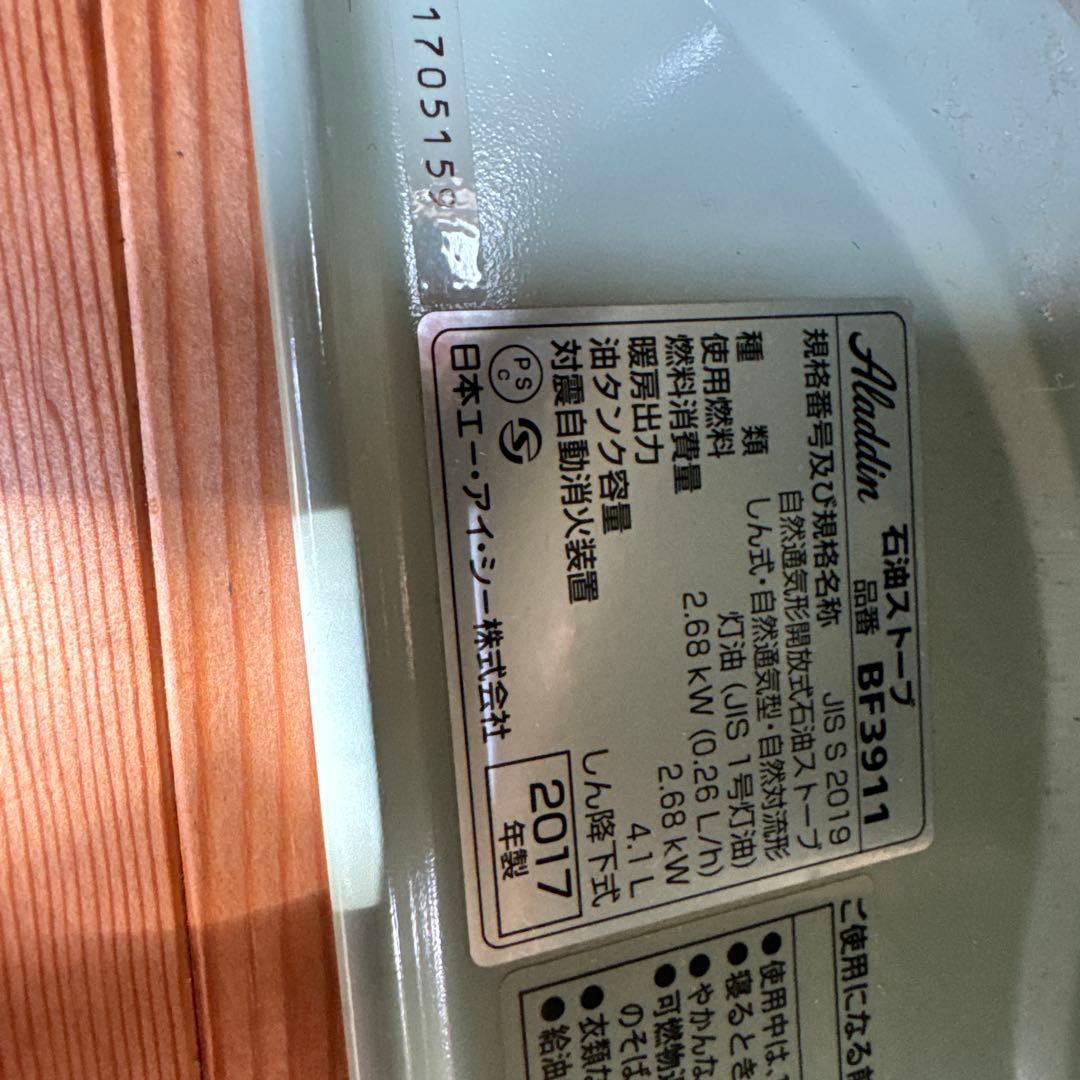 1705159
Aladdin 石油ストーブ
品番 BF3911
規格番号及び規格名称 JIS S 2019
自然通気形開放式石油ストーブ
種類 しん式・自然通気型・自然対流形
使用燃料 灯油(JIS 1号灯油)
燃料消費量 2.68kW(0.26L/h)
暖房出力 2.68kW
油タンク容量 4.1L
対震自動消火装置 しん降下式
PSC
日本エー・アイ・シー株式会社 2017
年製
ご使用になる前
●使用中は、
●寝るとき
●やかんな
●可燃物
のそば
●衣類
●給油